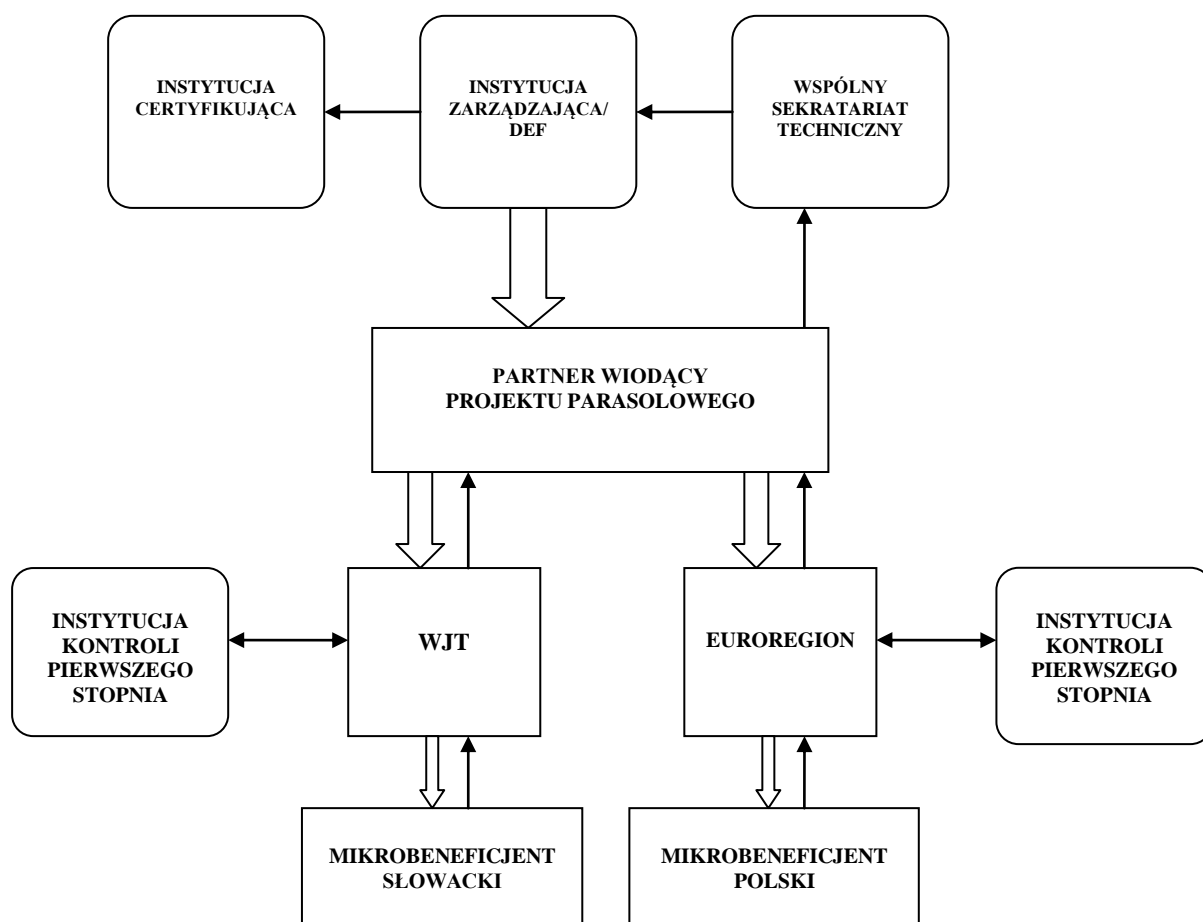 INSTYTUCJA
CERTYFIKUJĄCA
INSTYTUCJA
ZARZĄDZAJĄCA/
DEF
WSPÓLNY
SEKRATARIAT
TECHNICZNY
PARTNER WIODĄCY
PROJEKTU PARASOLOWEGO
INSTYTUCJA
KONTROLI
PIERWSZEGO
STOPNIA
WJT
EUROREGION
INSTYTUCJA
KONTROLI
PIERWSZEGO
STOPNIA
MIKROBENEFICJENT
SŁOWACKI
MIKROBENEFICJENT
POLSKI